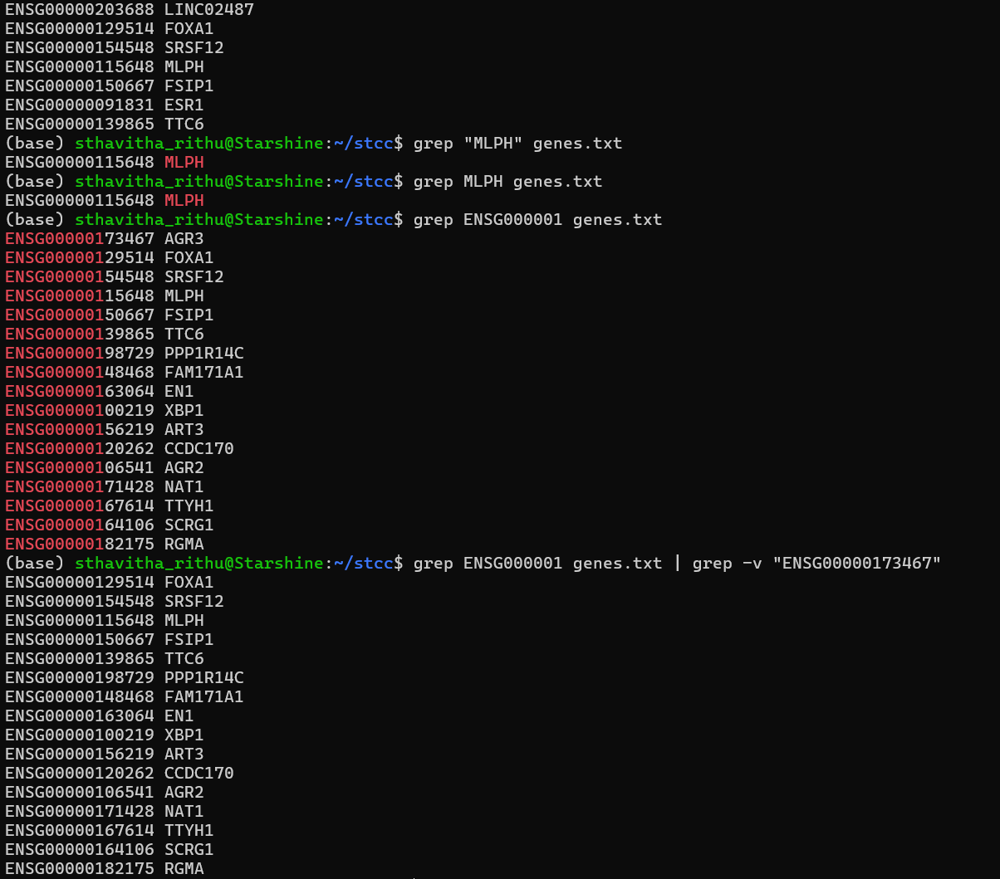 ENSG00000203688 LINC02487
ENSG00000129514 FOXA1
ENSG00000154548 SRSF12
ENSG00000115648 MLPH
ENSG00000150667 FSIP1
ENSG00000091831 ESR1
ENSG00000139865 TTC6
(base) sthavitha_rithu@Starshine:~/stcc$ grep "MLPH" genes.txt
ENSG00000115648 MLPH
(base) sthavitha_rithu@Starshine:~/stcc$ grep MLPH genes.txt
ENSG00000115648 MLPH
(base) sthavitha_rithu@Starshine:~/stcc$ grep ENSG000001 genes.txt
ENSG00000173467 AGR3
ENSG00000129514 FOXA1
ENSG00000154548 SRSF12
ENSG00000115648 MLPH
ENSG00000150667 FSIP1
ENSG00000139865 TTC6
ENSG00000198729 PPP1R14C
ENSG00000148468 FAM171A1
ENSG00000163064 EN1
ENSG00000100219 XBP1
ENSG00000156219 ART3
ENSG00000120262 CCDC170
ENSG00000106541 AGR2
ENSG00000171428 NAT1
ENSG00000167614 TTYH1
ENSG00000164106 SCRG1
ENSG00000182175 RGMA
(base) sthavitha_rithu@Starshine:~/stcc$ grep ENSG000001 genes.txt | grep -v "ENSG00000173467"
ENSG00000129514 FOXA1
ENSG00000154548 SRSF12
ENSG00000115648 MLPH
ENSG00000150667 FSIP1
ENSG00000139865 TTC6
ENSG00000198729 PPP1R14C
ENSG00000148468 FAM171A1
ENSG00000163064 EN1
ENSG00000100219 XBP1
ENSG00000156219 ART3
ENSG00000120262 CCDC170
ENSG00000106541 AGR2
ENSG00000171428 NAT1
ENSG00000167614 TTYH1
ENSG00000164106 SCRG1
ENSG00000182175 RGMA